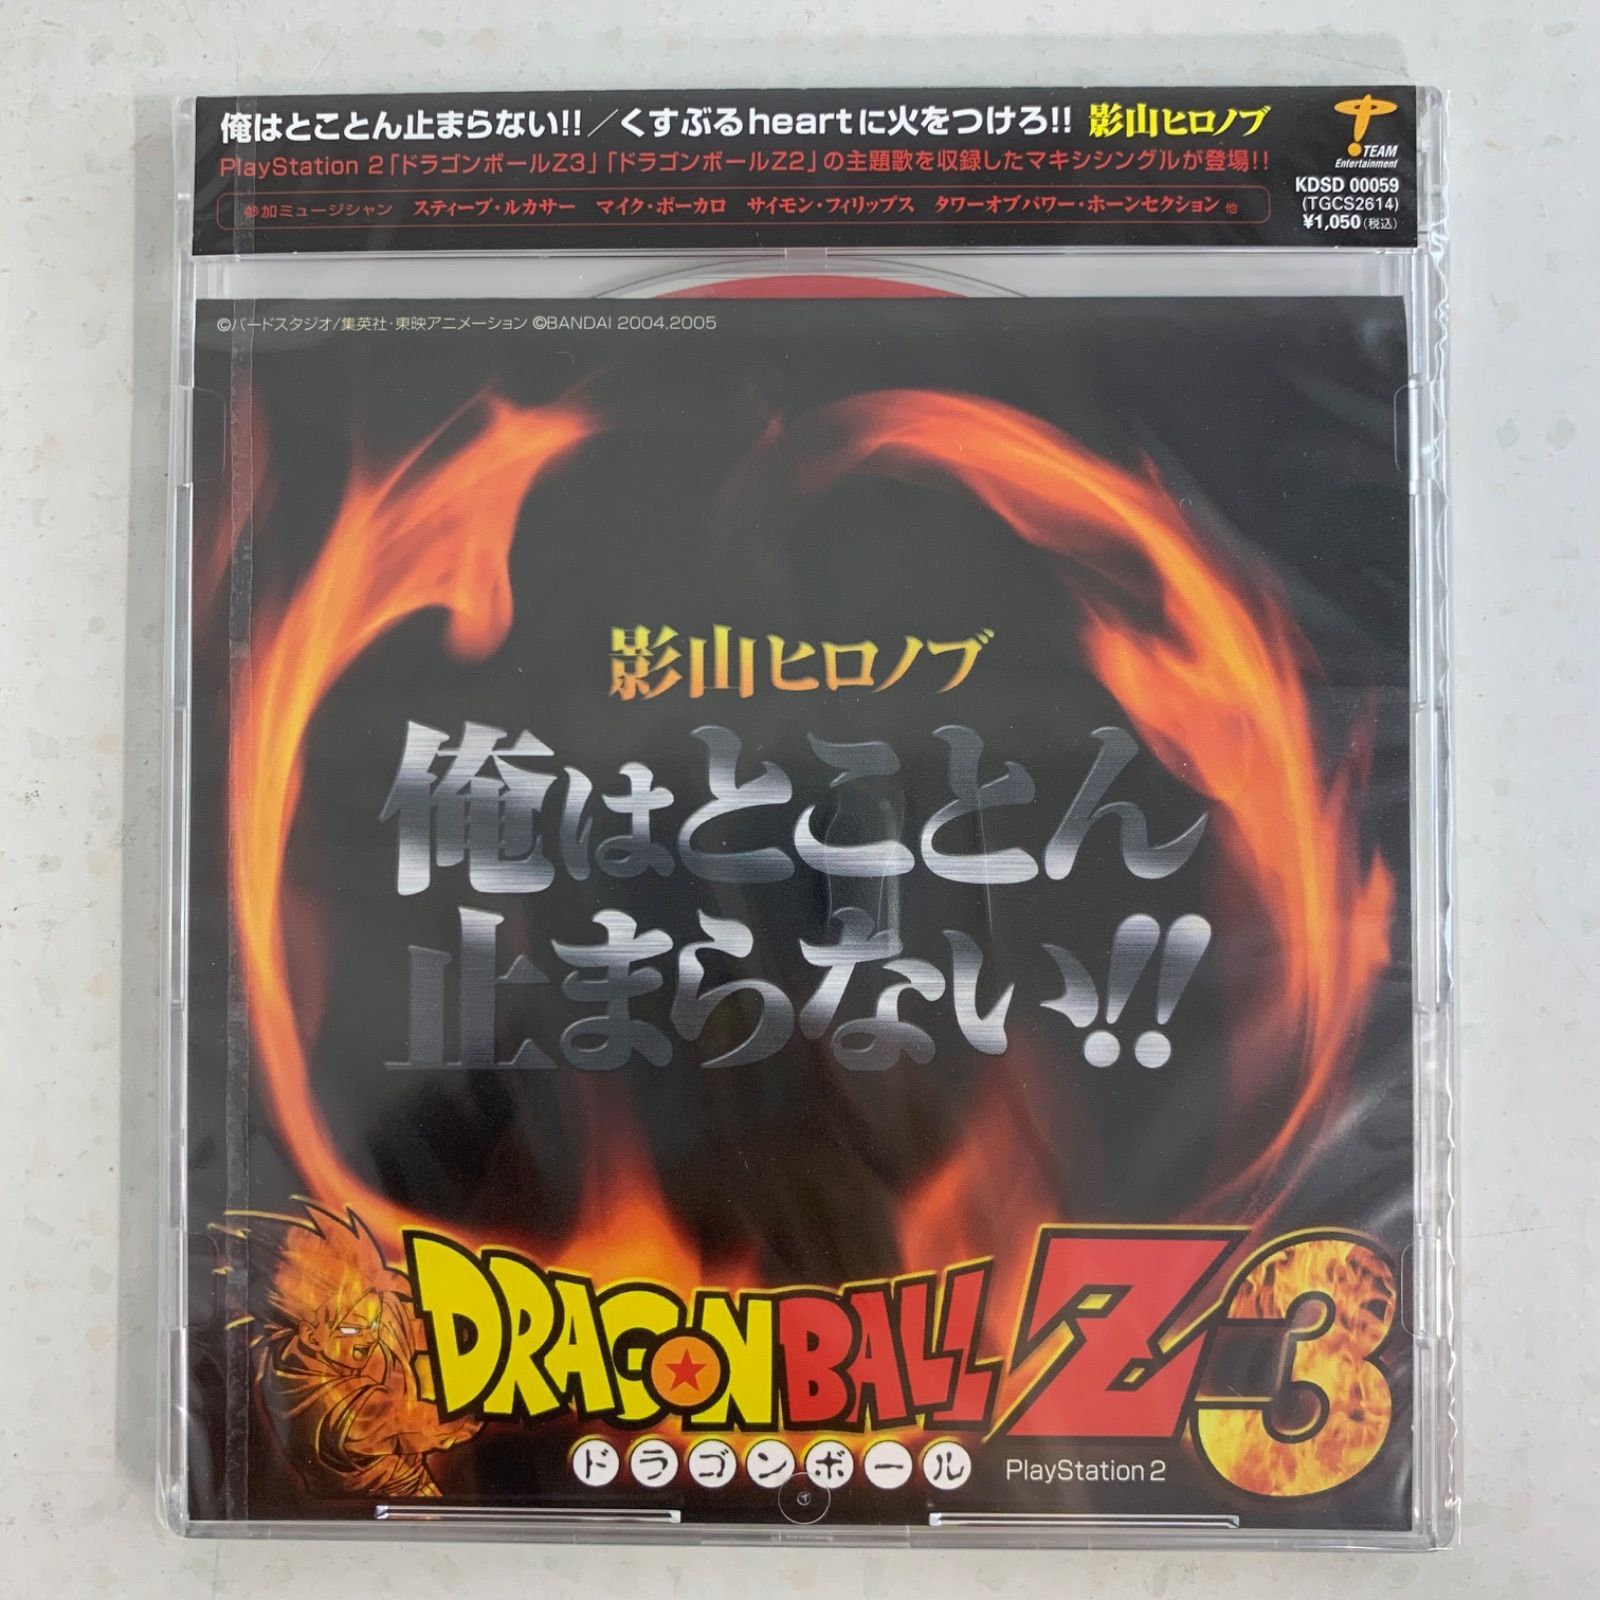 俺はとことん止まらない!!／くすぶるheartに火をつけろ!! 影山ヒロノブ
PlayStation 2「ドラゴンボールZ3」「ドラゴンボールZ2」の主題歌を収録したマキシシングルが登場!!
参加ミュージシャン スティーブ・ルカサー マイク・ポーカロ サイモン・フィリップス タワーオブパワー・ホーンセクション 他
TEAM
Entertainment
KDSD 00059
(TGCS2614)
¥1,050(税込)
©バードスタジオ/集英社・東映アニメーション ©BANDAI 2004,2005
影山ヒロノブ
俺はとことん
止まらない!!
DRAGONBALL Z 3
ドラゴンボール
PlayStation 2